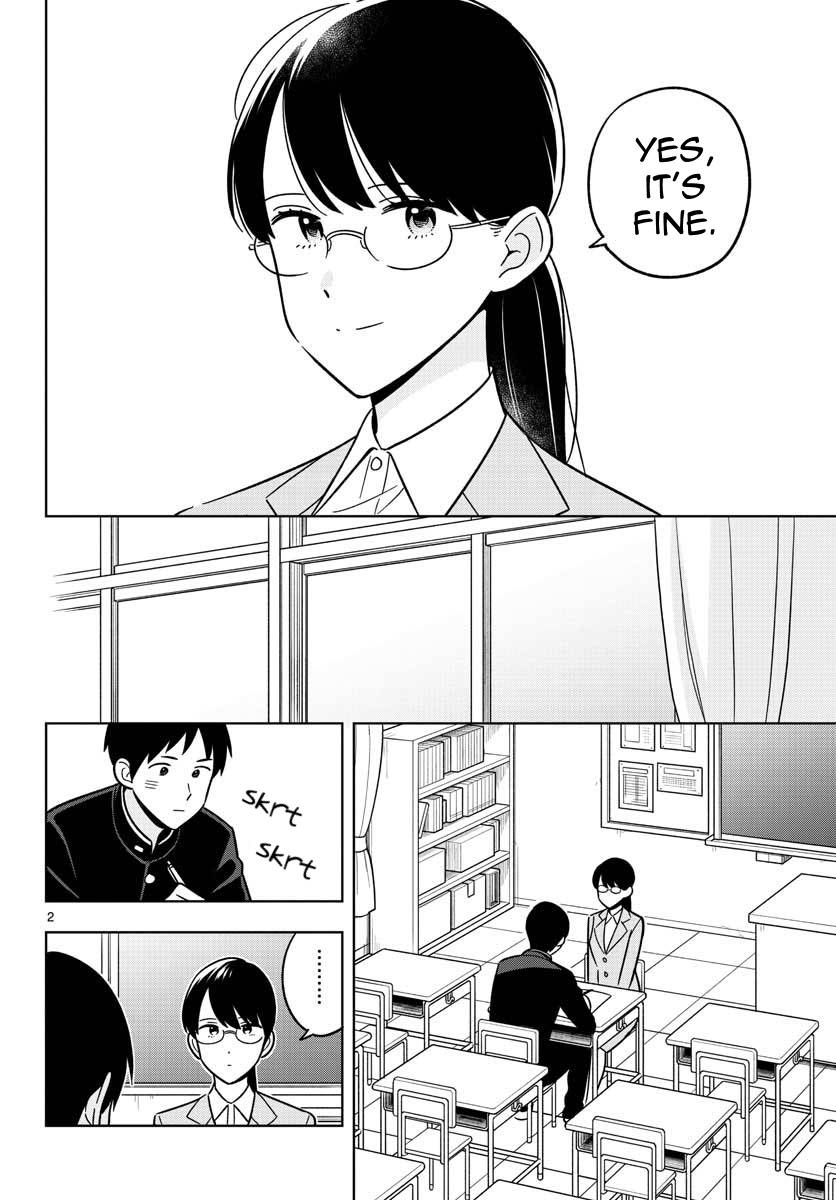 YES,
IT'S
FINE.
skrt
skrt
2
.........